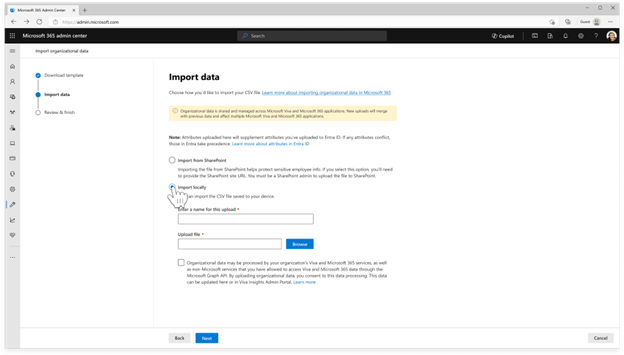 Microsoft 365 Admin Center
https://admin.microsoft.com
Guest
Microsoft 365 admin center
Search
Copilot
Import organizational data
Download template
Import data
Review & finish
Import data
Choose how you'd like to import your CSV file. Learn more about importing organizational data in Microsoft 365
Organizational data is shared and managed across Microsoft Viva and Microsoft applications. New uploads will merge
with previous data and affect multiple Microsoft Viva and Microsoft 365 applications.
Note: Attributes uploaded here will supplement attributes you've uploaded to Entra ID. If any attributes conflict,
those in Entra take precedence. Learn more about attributes in Entra ID
Import from SharePoint
Importing the file from SharePoint helps protect sensitive employee info. If you select this option, you'll need
to provide the SharePoint site URL. You must be a SharePoint admin to upload the file to SharePoint.
Import locally
an import the CSV file saved to your device.
Enter a name for this upload *
Upload file *
Browse
Organizational data may be processed by your organization's Viva and Microsoft 365 services, as well
as non-Microsoft services that you have allowed to access Viva and Microsoft 365 data through the
Microsoft Graph API. By uploading organizational data, you consent to this data processing. This data
can be updated here or in Viva Insights Admin Portal. Learn more
Back
Next
Cancel